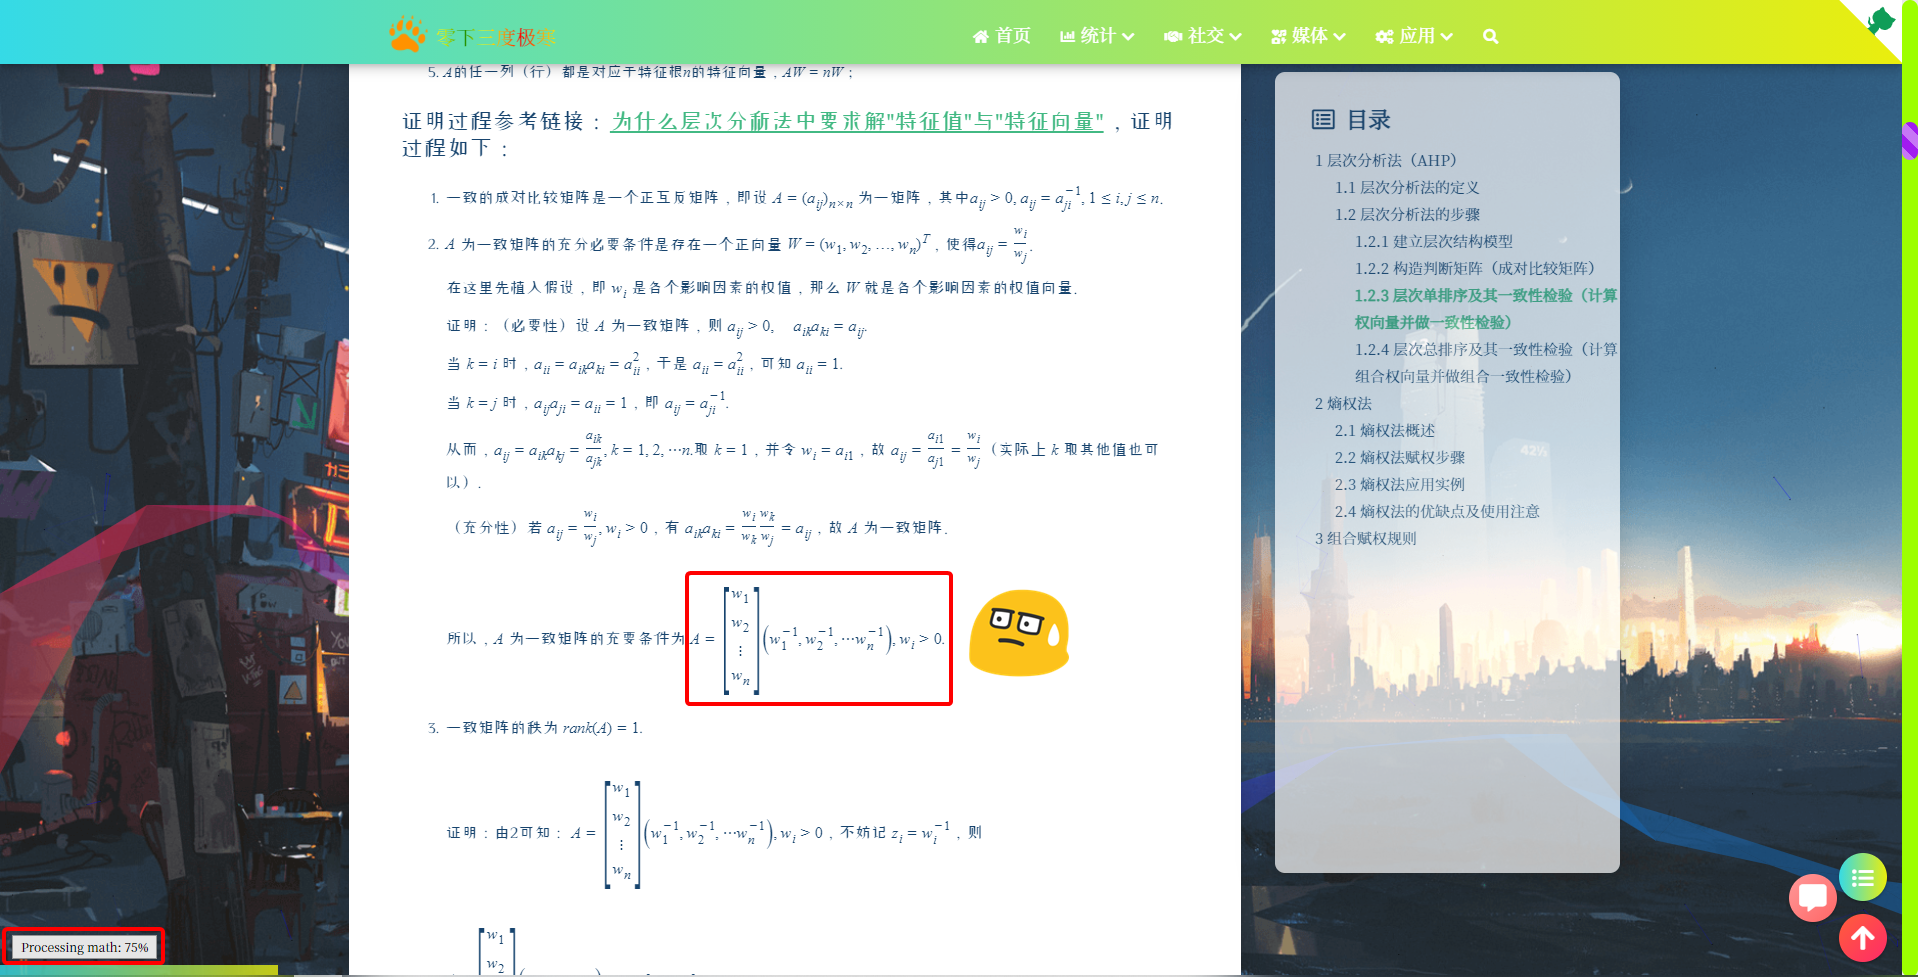 零下三度极寒
首页 统计 社交 媒体 应用
5. A的任一列（行）都是对应于特征根n的特征向量，AW = nW；
证明过程参考链接：为什么层次分析法中要求解"特征值"与"特征向量"，证明
过程如下：
1. 一致的成对比较矩阵是一个正互反矩阵，即设 A = (a_{ij})_{n×n} 为一矩阵，其中a_{ij} > 0, a_{ij} = a_{ji}^{−1}, 1 ≤ i, j ≤ n.
2. A 为一致矩阵的充分必要条件是存在一个正向量 W = (w_1, w_2, …, w_n)^T，使得a_{ij} = \frac{w_i}{w_j}.
在这里先植入假设，即 w_i 是各个影响因素的权值，那么 W 就是各个影响因素的权值向量.
证明：（必要性）设 A 为一致矩阵，则 a_{ij} > 0, a_{ik}a_{ki} = a_{ij}.
当 k = i 时，a_{ii} = a_{ik}a_{ki} = a_{ii}^2，于是 a_{ii} = a_{ii}^2，可知 a_{ii} = 1.
当 k = j 时，a_{ij}a_{ji} = a_{ii} = 1，即 a_{ij} = a_{ji}^{−1}.
从而，a_{ij} = a_{ik}a_{kj} = \frac{a_{ik}}{a_{jk}}, k = 1, 2, ⋯n.取 k = 1，并令 w_i = a_{i1}，故 a_{ij} = \frac{a_{i1}}{a_{j1}} = \frac{w_i}{w_j}（实际上 k 取其他值也可
以）.
（充分性）若 a_{ij} = \frac{w_i}{w_j}, w_i > 0，有 a_{ik}a_{ki} = \frac{w_i}{w_k}\frac{w_k}{w_j} = a_{ij}，故 A 为一致矩阵.
所以，A 为一致矩阵的充要条件为 A = [w_1 w_2 ⋮ w_n] (w_1^{−1}, w_2^{−1}, ⋯w_n^{−1}), w_i > 0.
3. 一致矩阵的秩为 rank(A) = 1.
证明：由2可知：A = [w_1 w_2 ⋮ w_n] (w_1^{−1}, w_2^{−1}, ⋯w_n^{−1}), w_i > 0，不妨记 z_i = w_i^{−1}，则
w_1
w_2
目录
1 层次分析法（AHP）
1.1 层次分析法的定义
1.2 层次分析法的步骤
1.2.1 建立层次结构模型
1.2.2 构造判断矩阵（成对比较矩阵）
1.2.3 层次单排序及其一致性检验（计算
权向量并做一致性检验）
1.2.4 层次总排序及其一致性检验（计算
组合权向量并做组合一致性检验）
2 熵权法
2.1 熵权法概述
2.2 熵权法赋权步骤
2.3 熵权法应用实例
2.4 熵权法的优缺点及使用注意
3 组合赋权规则
Processing math: 75%